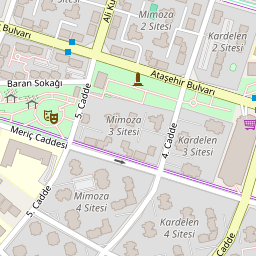 Mimoza
2 Sitesi
Ali Ku
Kardelen
2 Sitesi
Bulvarı
Ataşehir Bulvarı
Baran Sokağı
5. Cadde
Mimoza
3 Sitesi
Meriç Caddesi
4. Cadde
Kardelen
3 Sitesi
5. Cadde
Mimoza
4 Sitesi
Kardelen
4 Sitesi
Cadde